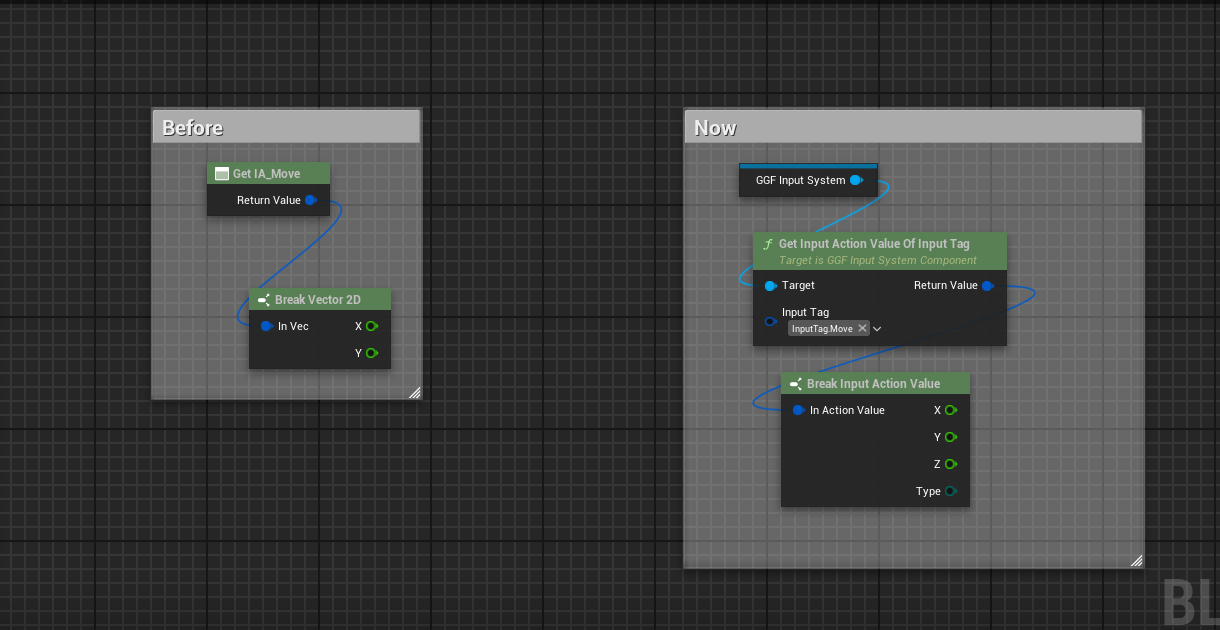 Before
Get IA_Move
Return Value
Break Vector 2D
In Vec
X
Y
Now
GGF Input System
Get Input Action Value Of Input Tag
Target is GGF Input System Component
Target
Return Value
Input Tag
InputTag.Move
Break Input Action Value
In Action Value
X
Y
Z
Type
BL